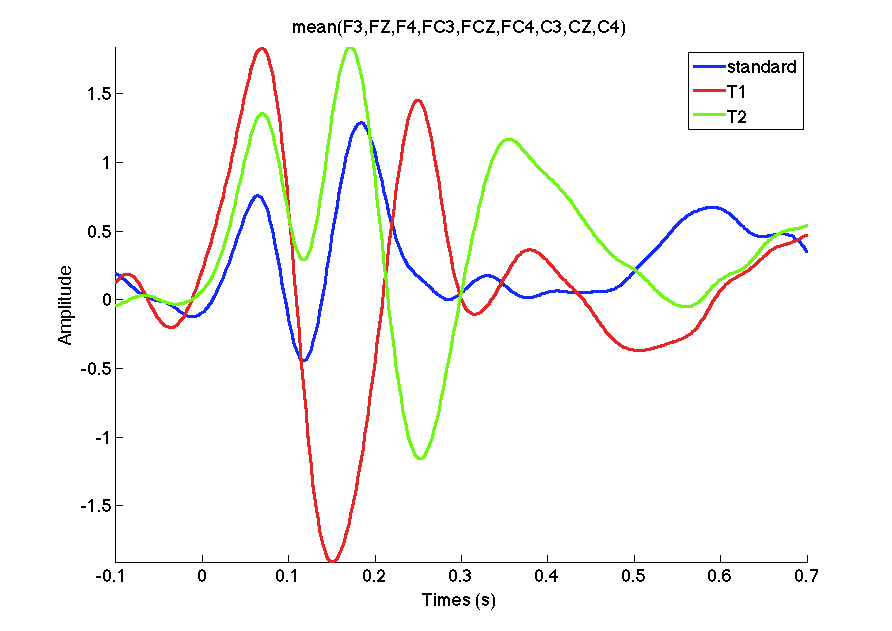 mean(F3,FZ,F4,FC3,FCZ,FC4,C3,CZ,C4)
standard
T1
T2
1.5
1
0.5
0
-0.5
-1
-1.5
Amplitude
-0.1 0 0.1 0.2 0.3 0.4 0.5 0.6 0.7
Times (s)